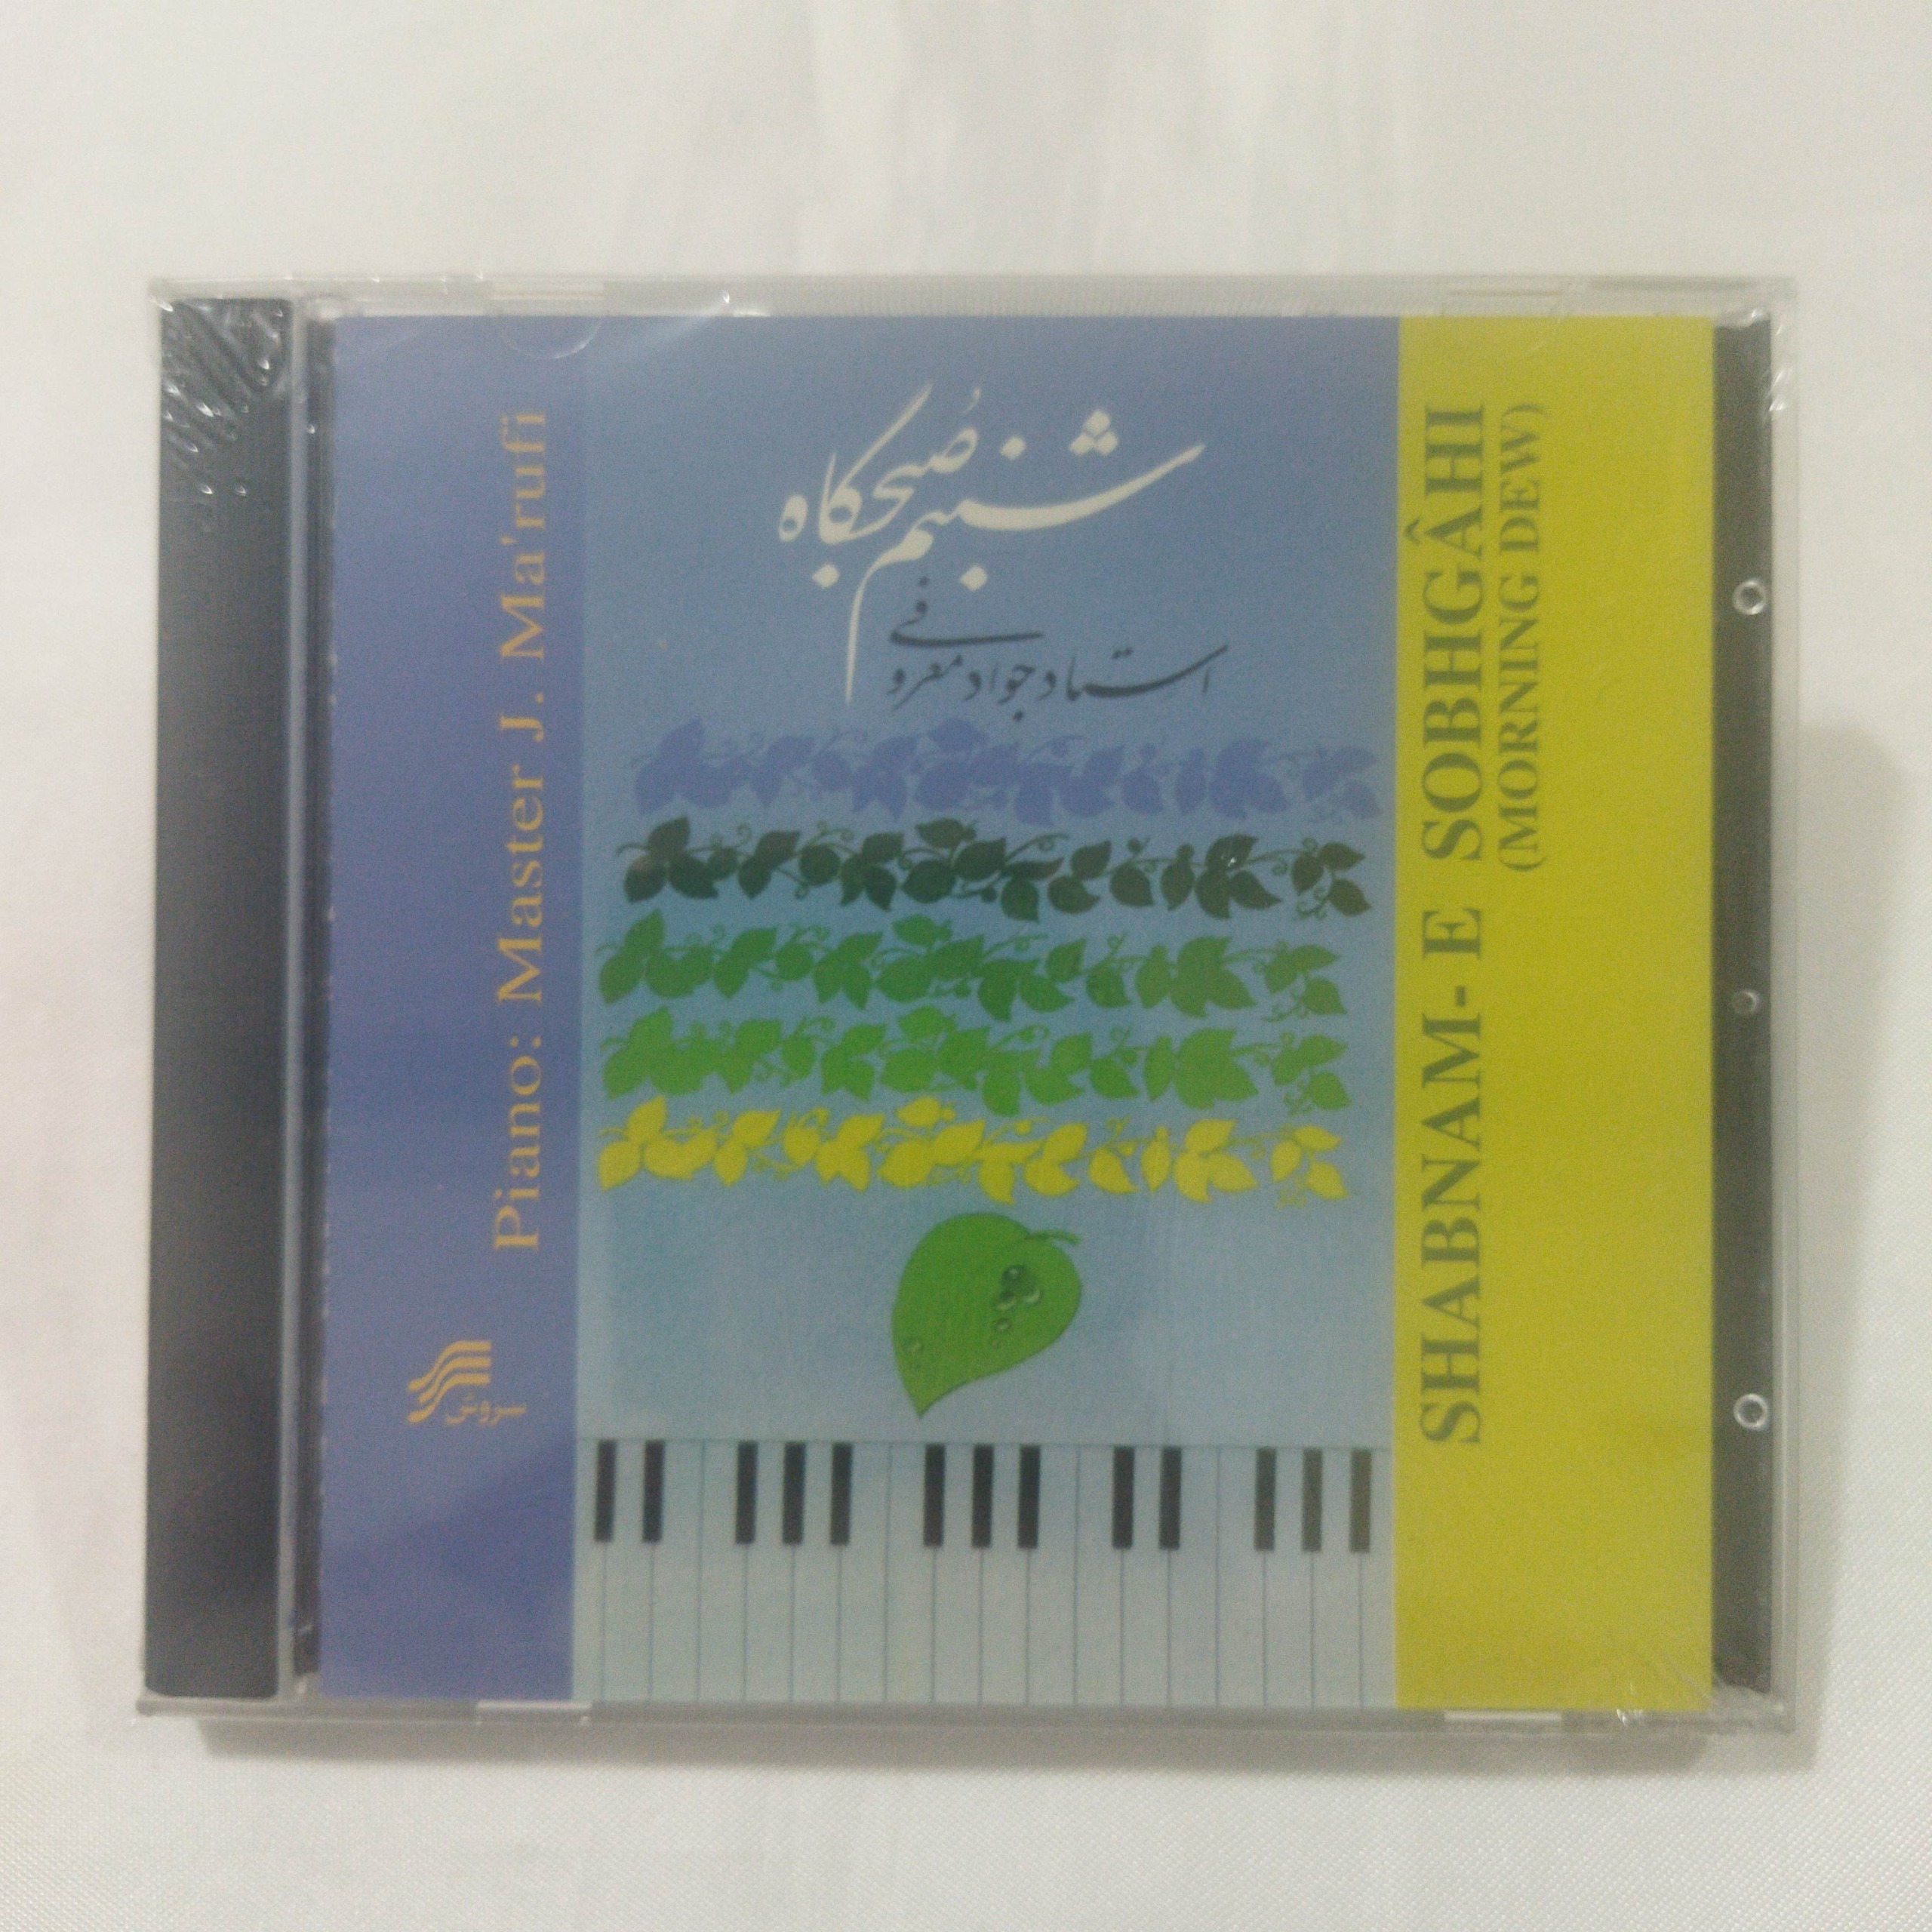 شبنم صبحگاه
استاد جواد معروفی
Piano: Master J. Ma'rufi
سروش
SHABNAM- E SOBHGÂHI
(MORNING DEW)